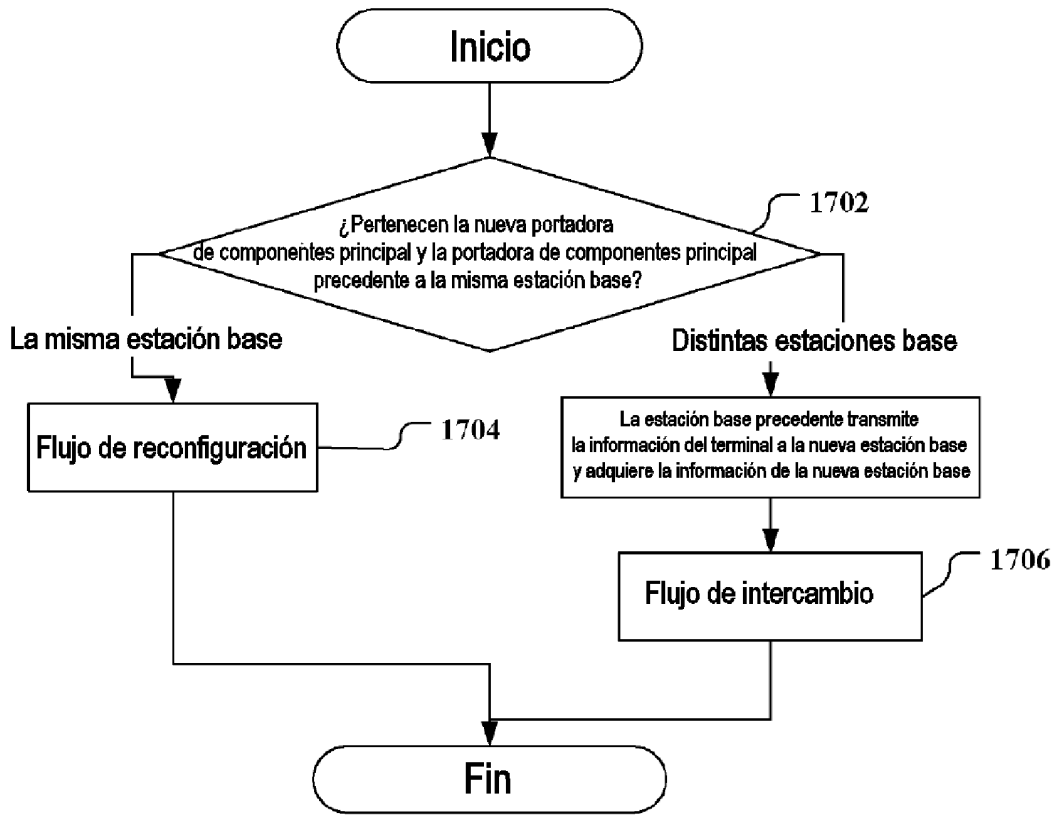 Inicio
1702
¿Pertenecen la nueva portadora
de componentes principal y la portadora de componentes principal
precedente a la misma estación base?
La misma estación base
Distintas estaciones base
Flujo de reconfiguración
1704
La estación base precedente transmite
la información del terminal a la nueva estación base
y adquiere la información de la nueva estación base
1706
Flujo de intercambio
Fin